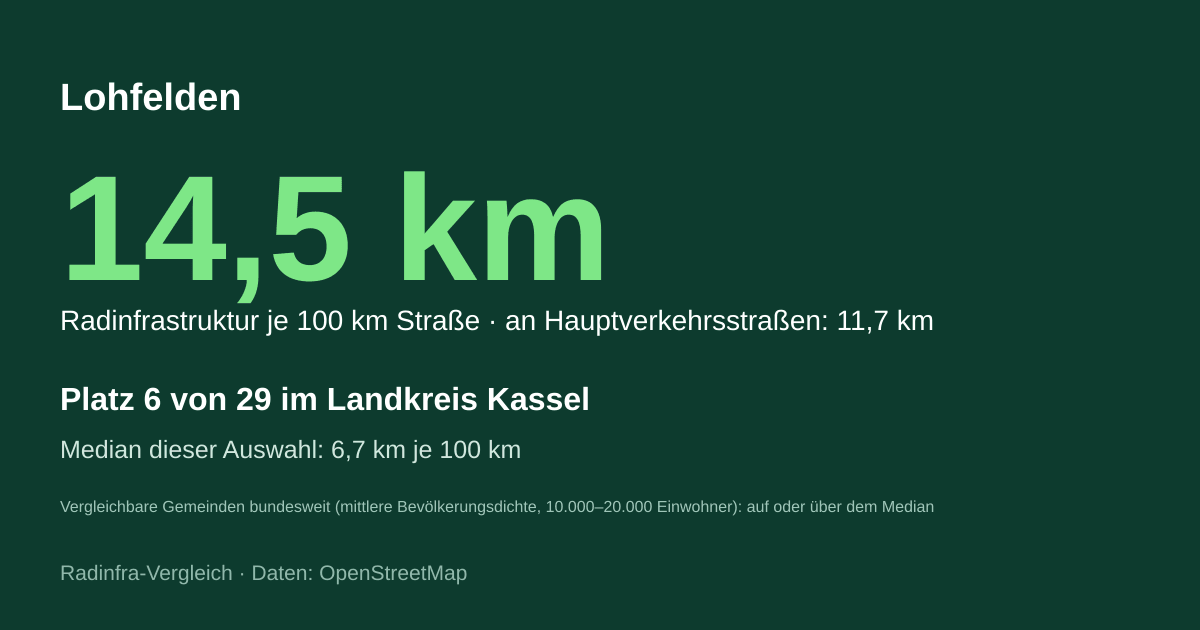 Lohfelden
14,5 km
Radinfrastruktur je 100 km Straße · an Hauptverkehrsstraßen: 11,7 km
Platz 6 von 29 im Landkreis Kassel
Median dieser Auswahl: 6,7 km je 100 km
Vergleichbare Gemeinden bundesweit (mittlere Bevölkerungsdichte, 10.000–20.000 Einwohner): auf oder über dem Median
Radinfra-Vergleich · Daten: OpenStreetMap